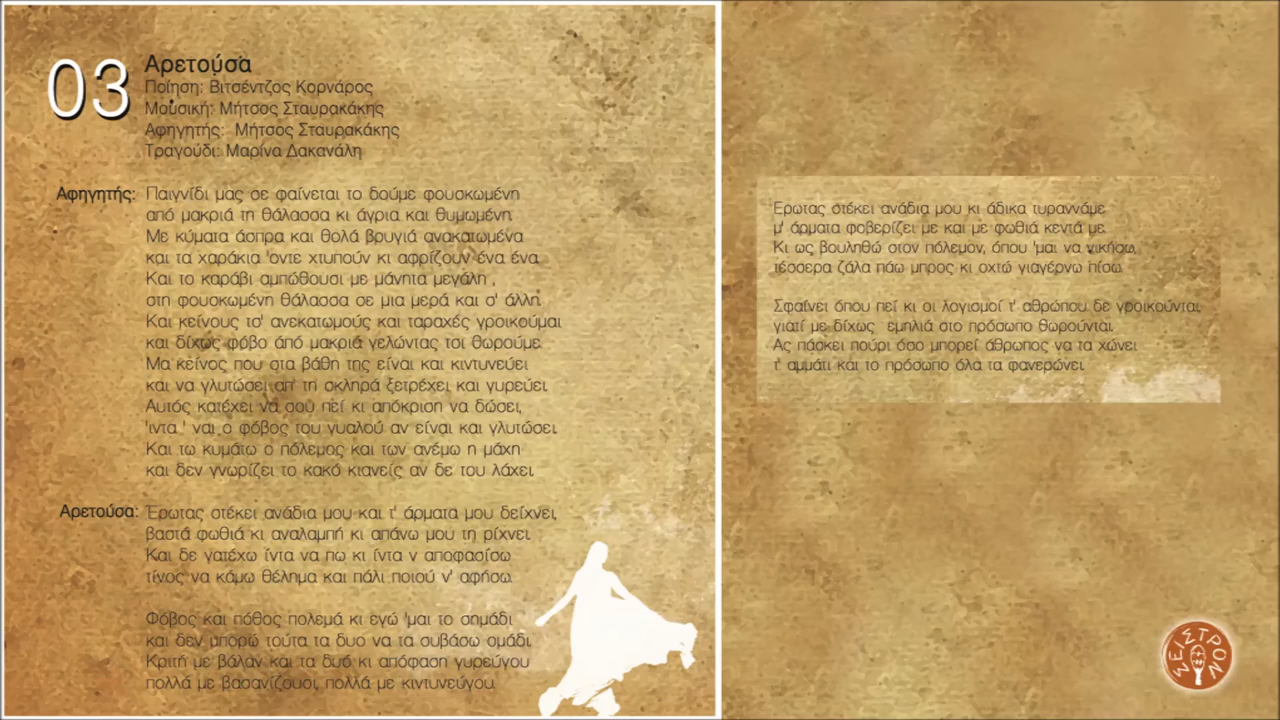 03
Αρετούσα
Ποίηση: Βιτσέντζος Κορνάρος
Μουσική: Μήτσος Σταυρακάκης
Αφηγητής: Μήτσος Σταυρακάκης
Τραγούδι: Μαρίνα Δακανάλη
Αφηγητής: Παιγνίδι μας σε φαίνεται το δούμε φουσκωμένη
από μακριά τη θάλασσα κι άγρια και θυμωμένη.
Με κύματα άσπρα και θολά βρυγιά ανακατωμένα
και τα χαράκια 'οντε χτυπούν κι αφρίζουν ένα ένα.
Και το καράβι αμπώθουσι με μάνητα μεγάλη ,
στη φουσκωμένη θάλασσα σε μια μερά και σ' άλλη.
Και κείνους τσ' ανεκατωμούς και ταραχές γροικούμαι
και δίχως φόβο άπό μακριά γελώντας τσι θωρούμε.
Μα κείνος που στα βάθη της είναι και κιντυνεύει
και να γλυτώσει απ' τη σκληρά ξετρέχει και γυρεύει.
Αυτός κατέχει να σου πεί κι απόκριση να δώσει,
'ιντα ' ναι ο φόβος του γυαλού αν είναι και γλυτώσει.
Και τω κυμάτω ο πόλεμος και των ανέμω η μάχη
και δεν γνωρίζει το κακό κιανείς αν δε του λάχει.
Αρετούσα: Έρωτας στέκει ανάδια μου και τ' άρματα μου δείχνει,
βαστά φωθιά κι αναλαμπή κι απάνω μου τη ρίχνει.
Και δε γατέχω ίντα να πω κι ίντα ν αποφασίσω
τίνος να κάμω θέλημα και πάλι ποιού ν' αφήσω.
Φόβος και πόθος πολεμά κι εγώ 'μαι το σημάδι
και δεν μπορώ τούτα τα δυο να τα συβάσω ομάδι.
Κριτή με βάλαν και τα δυό κι απόφαση γυρεύγου
πολλά με βασανίζουσι, πολλά με κιντυνεύγου.
Έρωτας στέκει ανάδια μου κι άδικα τυραννάμε
μ' άρματα φοβερίζει με και με φωθιά κεντά με.
Κι ως βουληθώ στον πόλεμον, όπου 'μαι να νικήσω,
τέσσερα ζάλα πάω μπρος κι οχτώ γιαγέρνω πίσω.
Σφαίνει όπου πεί κι οι λογισμοί τ' αθρώπου δε γροικούνται,
γιατί με δίχως εμπλιά στο πρόσωπο θωρούνται.
Ας πάσκει πούρι όσο μπορεί άθρωπος να τα χώνει
τ' αμμάτι και το πρόσωπο όλα τα φανερώνει.
ΣΕΙΣΤΡΟΝ